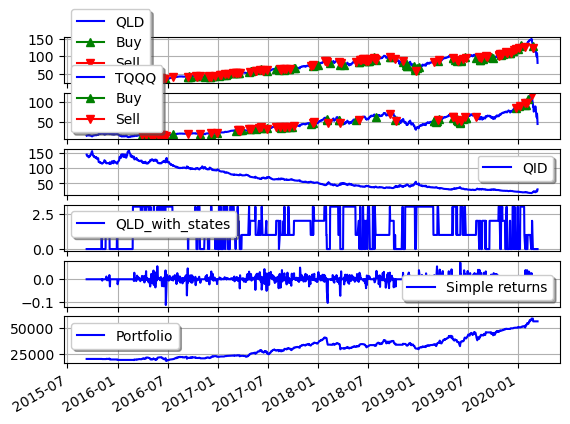 QLD
Buy
Sell
150
100
50
TQQQ
Buy
Sell
100
50
150
100
50
QID
2.5
0.0
QLD_with_states
0.0
−0.1
Simple returns
50000
25000
Portfolio
2015-07
2016-01
2016-07
2017-01
2017-07
2018-01
2018-07
2019-01
2019-07
2020-01